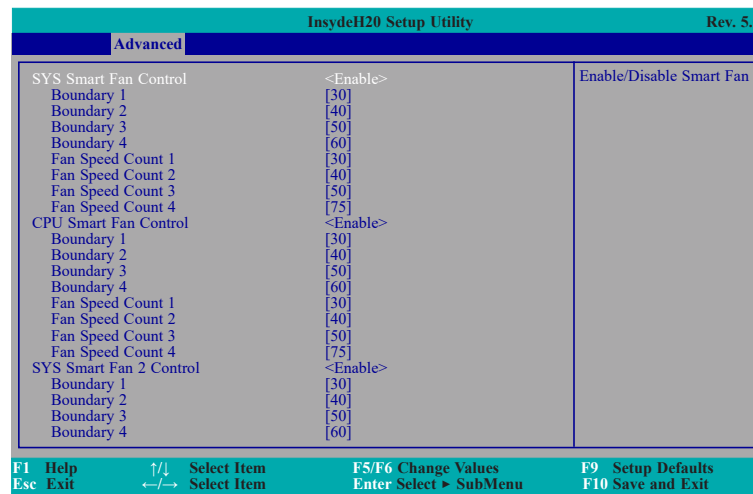 InsydeH20 Setup Utility Rev. 5.
Advanced
SYS Smart Fan Control <Enable> Enable/Disable Smart Fan
Boundary 1 [30]
Boundary 2 [40]
Boundary 3 [50]
Boundary 4 [60]
Fan Speed Count 1 [30]
Fan Speed Count 2 [40]
Fan Speed Count 3 [50]
Fan Speed Count 4 [75]
CPU Smart Fan Control <Enable>
Boundary 1 [30]
Boundary 2 [40]
Boundary 3 [50]
Boundary 4 [60]
Fan Speed Count 1 [30]
Fan Speed Count 2 [40]
Fan Speed Count 3 [50]
Fan Speed Count 4 [75]
SYS Smart Fan 2 Control <Enable>
Boundary 1 [30]
Boundary 2 [40]
Boundary 3 [50]
Boundary 4 [60]
F1 Help ↑/↓ Select Item F5/F6 Change Values F9 Setup Defaults
Esc Exit ←/→ Select Item Enter Select ► SubMenu F10 Save and Exit